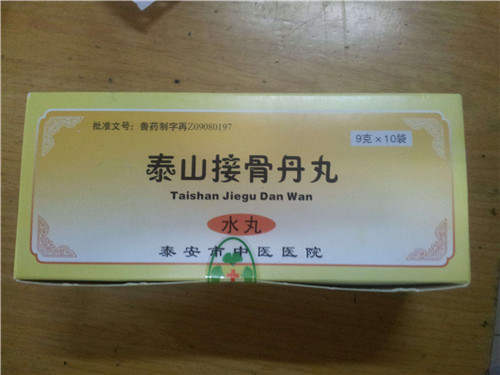 批准文号：鲁药制字再Z09080197
9克×10袋
泰山接骨丹丸
Taishan Jiegu Dan Wan
水丸
泰安市中医医院